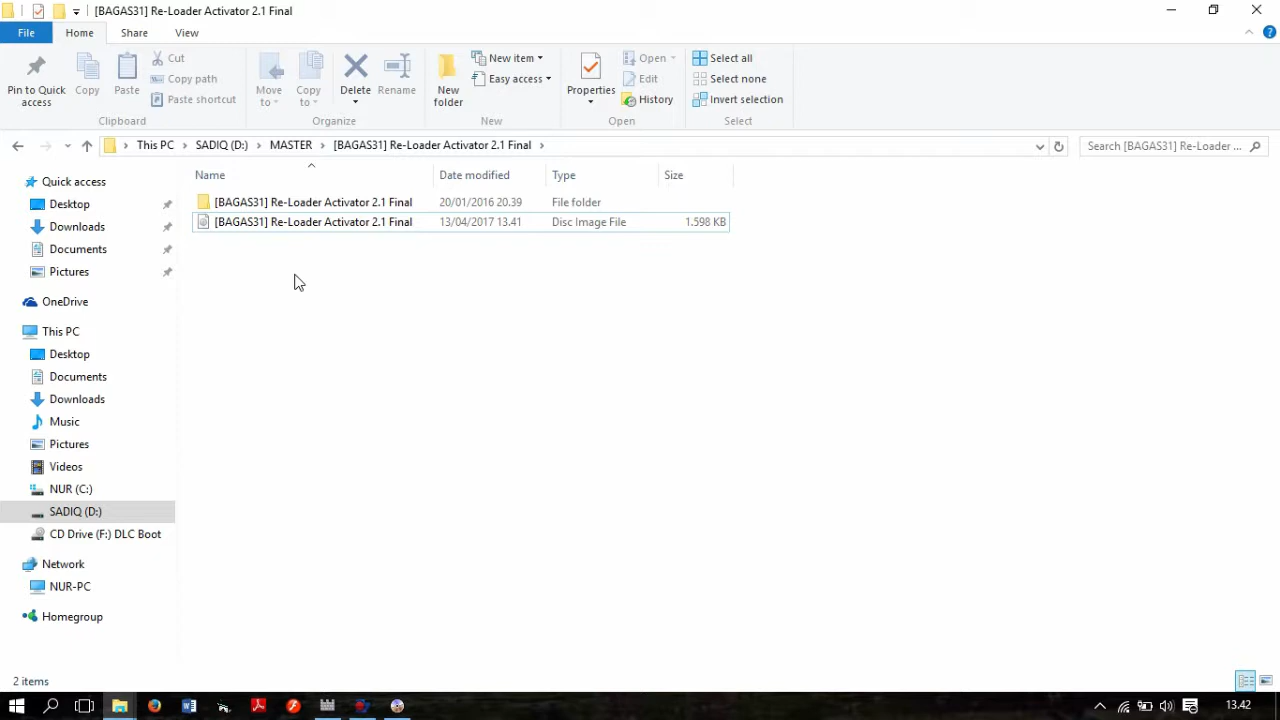 [BAGAS31] Re-Loader Activator 2.1 Final
File Home Share View
Pin to Quick access
Copy
Paste
Cut
Copy path
Paste shortcut
Clipboard
Move to
Copy to
Delete
Rename
Organize
New folder
New item
Easy access
New
Properties
Open
Edit
History
Open
Select all
Select none
Invert selection
Select
This PC SADIQ (D:) MASTER [BAGAS31] Re-Loader Activator 2.1 Final
Search [BAGAS31] Re-Loader ...
Name Date modified Type Size
[BAGAS31] Re-Loader Activator 2.1 Final 20/01/2016 20.39 File folder
[BAGAS31] Re-Loader Activator 2.1 Final 13/04/2017 13.41 Disc Image File 1.598 KB
Quick access
Desktop
Downloads
Documents
Pictures
OneDrive
This PC
Desktop
Documents
Downloads
Music
Pictures
Videos
NUR (C:)
SADIQ (D:)
CD Drive (F:) DLC Boot
Network
NUR-PC
Homegroup
2 items
13.42